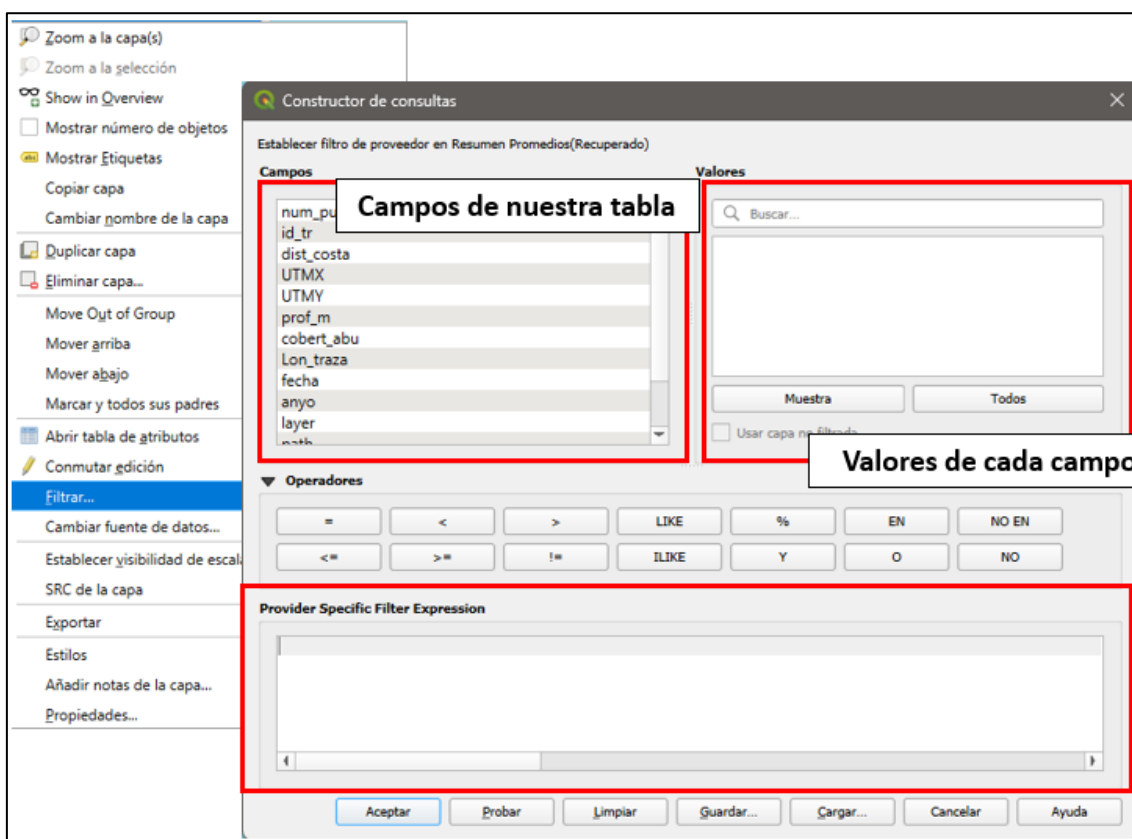 Zoom a la capa(s)
Zoom a la selección
Show in Overview
Mostrar número de objetos
Mostrar Etiquetas
Copiar capa
Cambiar nombre de la capa
Duplicar capa
Eliminar capa...
Move Out of Group
Mover arriba
Mover abajo
Marcar y todos sus padres
Abrir tabla de atributos
Conmutar edición
Filtrar...
Cambiar fuente de datos...
Establecer visibilidad de escal
SRC de la capa
Exportar
Estilos
Añadir notas de la capa...
Propiedades...
Constructor de consultas
Establecer filtro de proveedor en Resumen Promedios(Recuperado)
Campos
Campos de nuestra tabla
num_pu
id_tr
dist_costa
UTMX
UTMY
prof_m
cobert_abu
Lon_traza
fecha
anyo
layer
path
Valores
Buscar...
Muestra Todos
Usar capa no filtrada
Valores de cada campo
Operadores
= < > LIKE % EN NO EN
<= >= != ILIKE Y O NO
Provider Specific Filter Expression
Aceptar Probar Limpiar Guardar... Cargar... Cancelar Ayuda